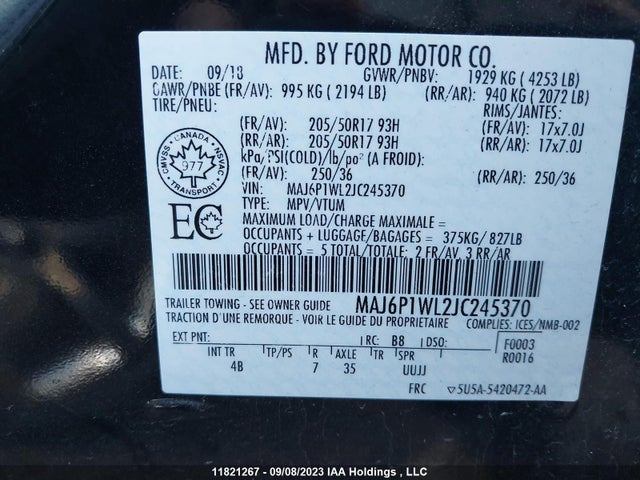 MFD. BY FORD MOTOR CO.
DATE: 09/18 GVWR/PNBV: 1929 KG ( 4253 LB)
GAWR/PNBE (FR/AV): 995 KG ( 2194 LB) (RR/AR): 940 KG ( 2072 LB)
TIRE/PNEU: RIMS/JANTES:
(FR/AV): 205/50R17 93H (FR/AV): 17x7.0J
(RR/AR): 205/50R17 93H (RR/AR): 17x7.0J
kPa/PSI(COLD)/lb/po² (A FROID):
(FR/AV): 250/36 (RR/AR): 250/36
VIN: MAJ6P1WL2JC245370
TYPE: MPV/VTUM
MAXIMUM LOAD/CHARGE MAXIMALE =
OCCUPANTS + LUGGAGE/BAGAGES = 375KG/ 827LB
OCCUPANTS = 5 TOTAL/TOTALE: 2 FR/AV, 3 RR/AR
CMVSS - CANADA - NSVAC
977
TRANSPORT
EC
TRAILER TOWING - SEE OWNER GUIDE MAJ6P1WL2JC245370
TRACTION D'UNE REMORQUE - VOIR LE GUIDE DU PROPRIETAIRE COMPLIES: ICES/NMB-002
EXT PNT: RC: B8 DSO: F0003
INT TR TP/PS R AXLE TR SPR R0016
4B 7 35 UUJJ
FRC 5U5A-5420472-AA
11821267 - 09/08/2023 IAA Holdings , LLC